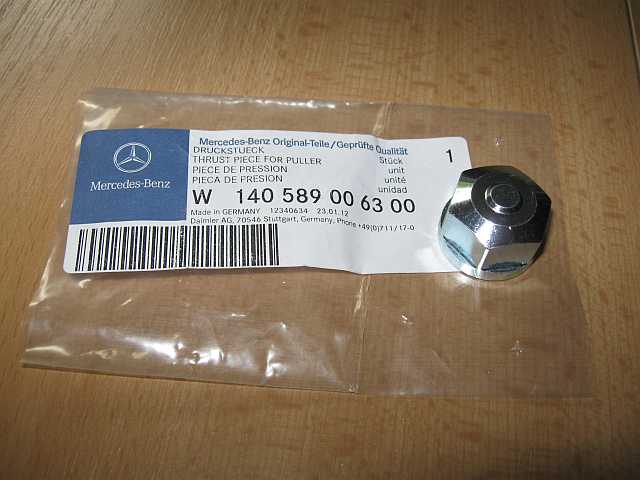 Mercedes-Benz Original-Teile/Geprüfte Qualität
DRUCKSTUECK Stück 1
THRUST PIECE FOR PULLER unit
PIECE DE PRESSION unité
PIECA DE PRESION unidad
Mercedes-Benz
W 140 589 00 63 00
Made in GERMANY 12340634 23.01.12
Daimler AG, 70546 Stuttgart, Germany, Phone +49(0)711/17-0